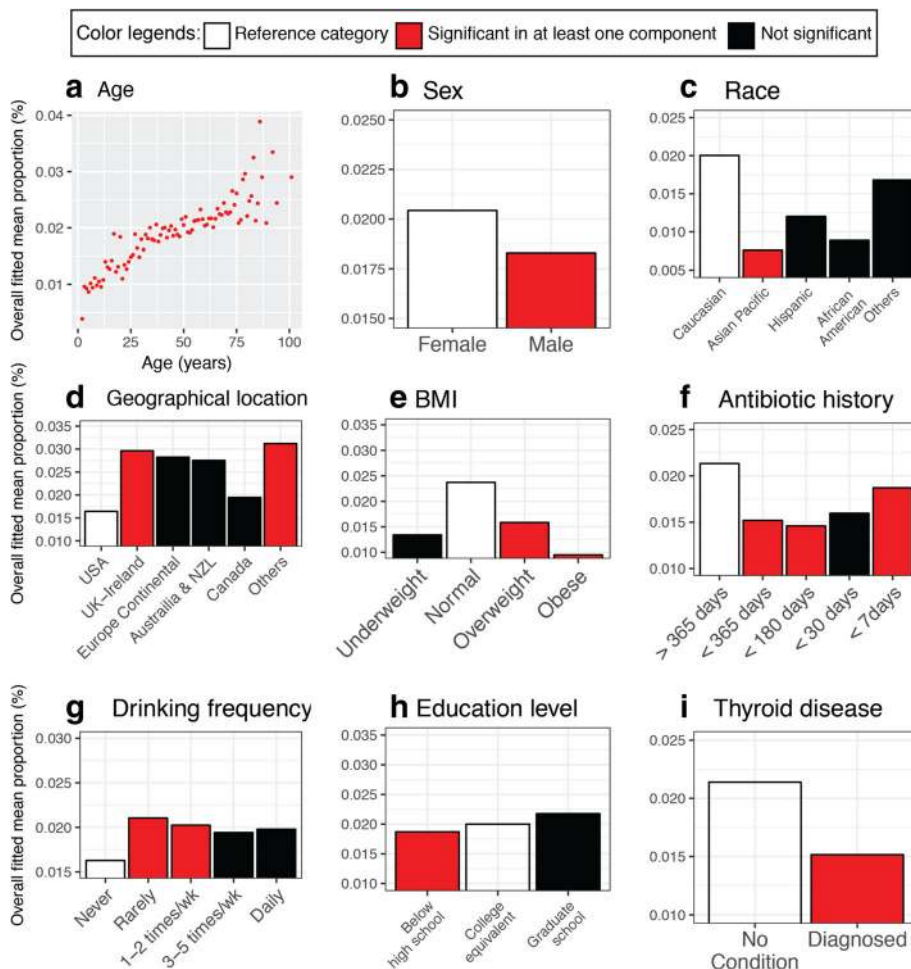 Color legends: Reference category Significant in at least one component Not significant
a Age
Overall fitted mean proportion (%)
0.04
0.03
0.02
0.01
0 25 50 75 100
Age (years)
b Sex
0.0250
0.0225
0.0200
0.0175
0.0150
Female Male
c Race
0.020
0.015
0.010
0.005
Caucasian
Asian Pacific
Hispanic
African
American
Others
d Geographical location
Overall fitted mean proportion (%)
0.035
0.030
0.025
0.020
0.015
0.010
USA
UK-Ireland
Europe Continental
Austrailia & NZL
Canada
Others
e BMI
0.035
0.030
0.025
0.020
0.015
0.010
Underweight
Normal
Overweight
Obese
f Antibiotic history
0.025
0.020
0.015
0.010
> 365 days
< 365 days
< 180 days
< 30 days
< 7days
g Drinking frequency
Overall fitted mean proportion (%)
0.030
0.025
0.020
0.015
Never
Rarely
1-2 times/wk
3-5 times/wk
Daily
h Education level
0.035
0.030
0.025
0.020
0.015
0.010
Below
high school
College
equivalent
Graduate
school
i Thyroid disease
0.025
0.020
0.015
0.010
No
Condition
Diagnosed